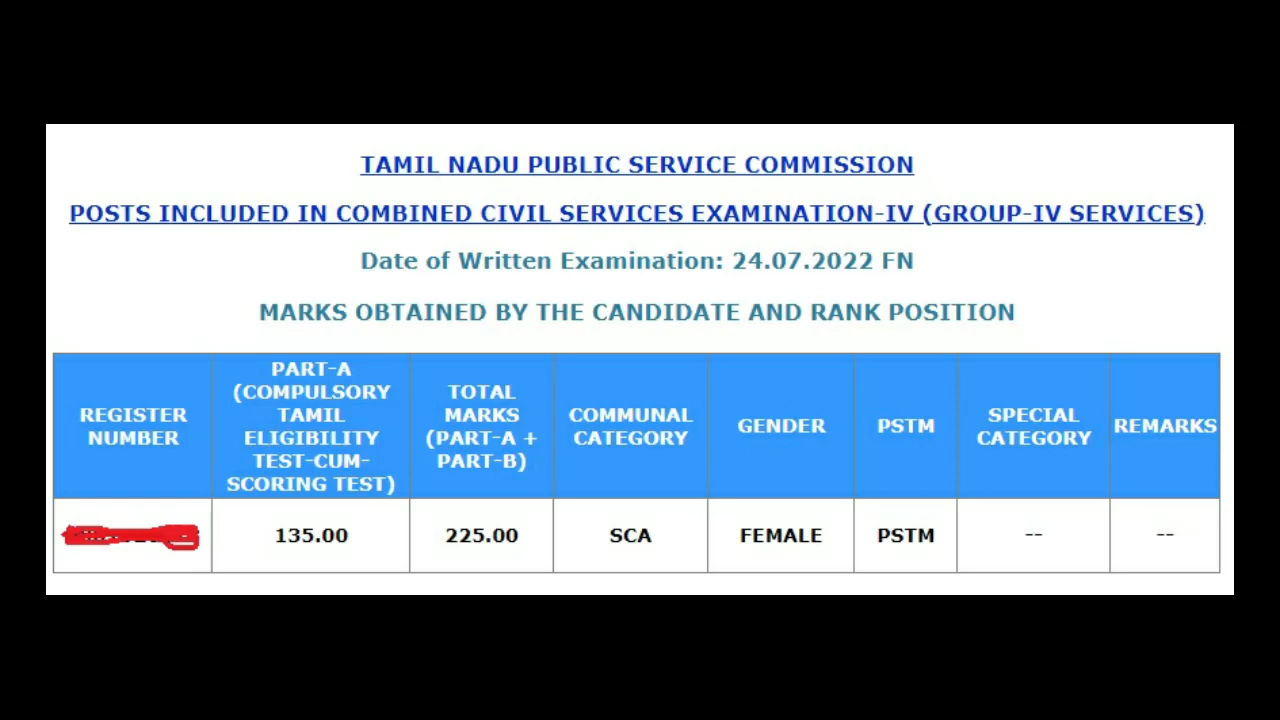 TAMIL NADU PUBLIC SERVICE COMMISSION
POSTS INCLUDED IN COMBINED CIVIL SERVICES EXAMINATION-IV (GROUP-IV SERVICES)
Date of Written Examination: 24.07.2022 FN
MARKS OBTAINED BY THE CANDIDATE AND RANK POSITION
REGISTER
NUMBER
PART-A
(COMPULSORY
TAMIL
ELIGIBILITY
TEST-CUM-
SCORING TEST)
TOTAL
MARKS
(PART-A +
PART-B)
COMMUNAL
CATEGORY
GENDER
PSTM
SPECIAL
CATEGORY
REMARKS
135.00
225.00
SCA
FEMALE
PSTM
--
--